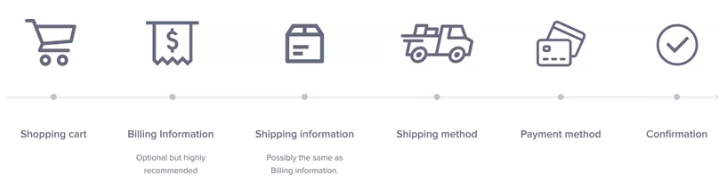 $
Shopping cart
Billing Information
Shipping information
Shipping method
Payment method
Confirmation
Optional but highly
recommended
Possibly the same as
Billing information.